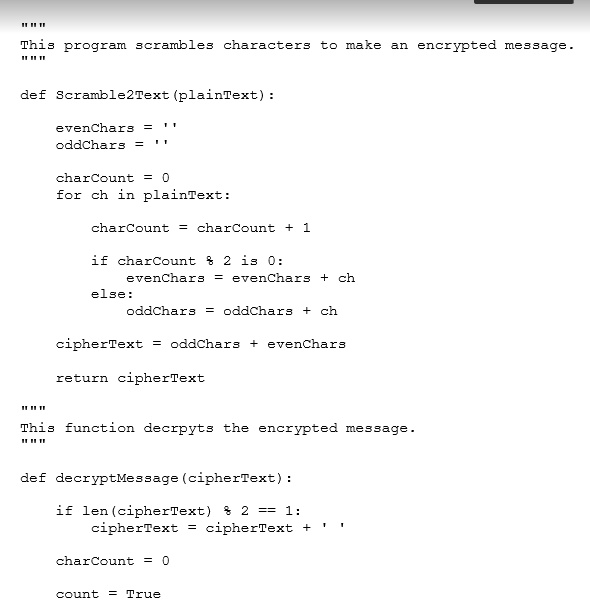 """
This program scrambles characters to make an encrypted message.
"""
def Scramble2Text(plainText):
evenChars = ''
oddChars = ''
charCount = 0
for ch in plainText:
charCount = charCount + 1
if charCount % 2 is 0:
evenChars = evenChars + ch
else:
oddChars = oddChars + ch
cipherText = oddChars + evenChars
return cipherText
"""
This function decrpyts the encrypted message.
"""
def decryptMessage(cipherText):
if len(cipherText) % 2 == 1:
cipherText = cipherText + ' '
charCount = 0
count = True